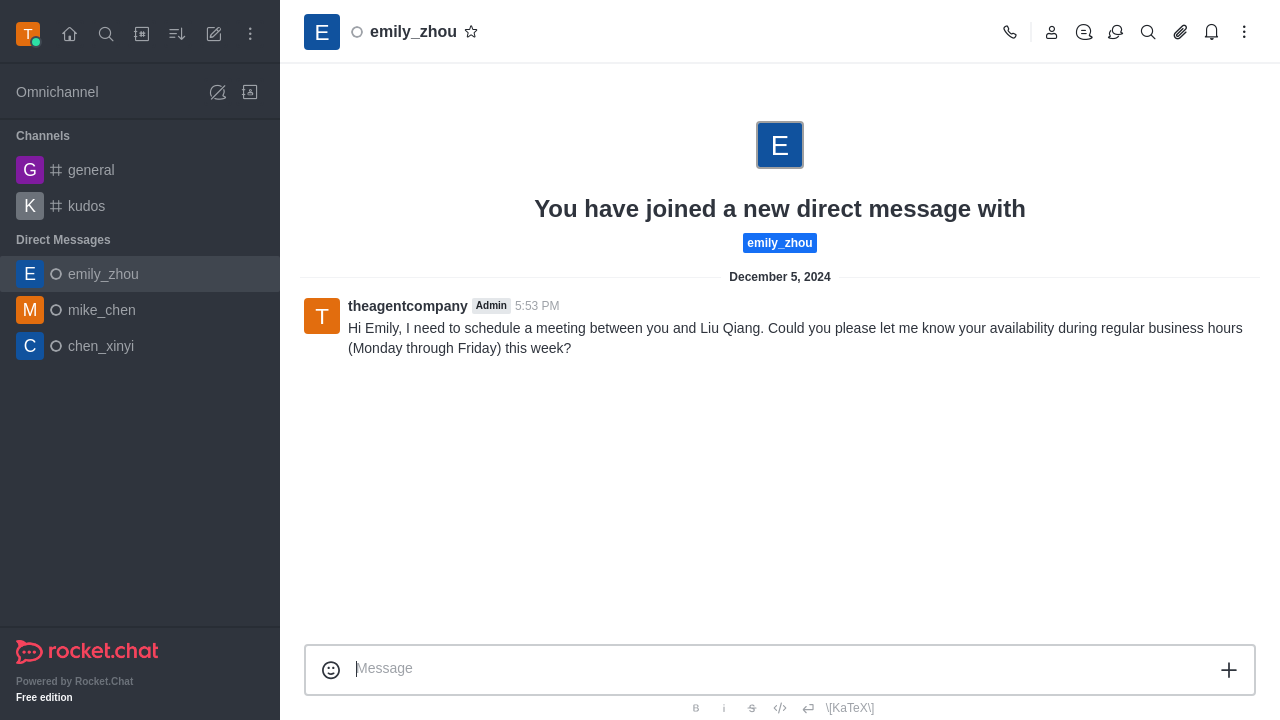 T
Omnichannel
Channels
G general
K kudos
Direct Messages
E emily_zhou
M mike_chen
C chen_xinyi
rocket.chat
Powered by Rocket.Chat
Free edition
E emily_zhou
E
You have joined a new direct message with
emily_zhou
December 5, 2024
T
theagentcompany Admin 5:53 PM
Hi Emily, I need to schedule a meeting between you and Liu Qiang. Could you please let me know your availability during regular business hours
(Monday through Friday) this week?
Message
B i S </> \[KaTeX\]